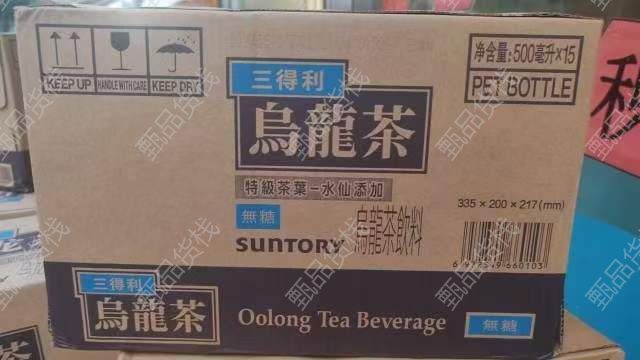 KEEP UP
HANDLE WITH CARE
KEEP DRY
净含量:500毫升×15
PET BOTTLE
三得利
烏龍茶
特級茶葉-水仙添加
無糖
SUNTORY
烏龍茶飲料
335×200×217(mm)
三得利
烏龍茶
Oolong Tea Beverage
無糖
甄品货栈